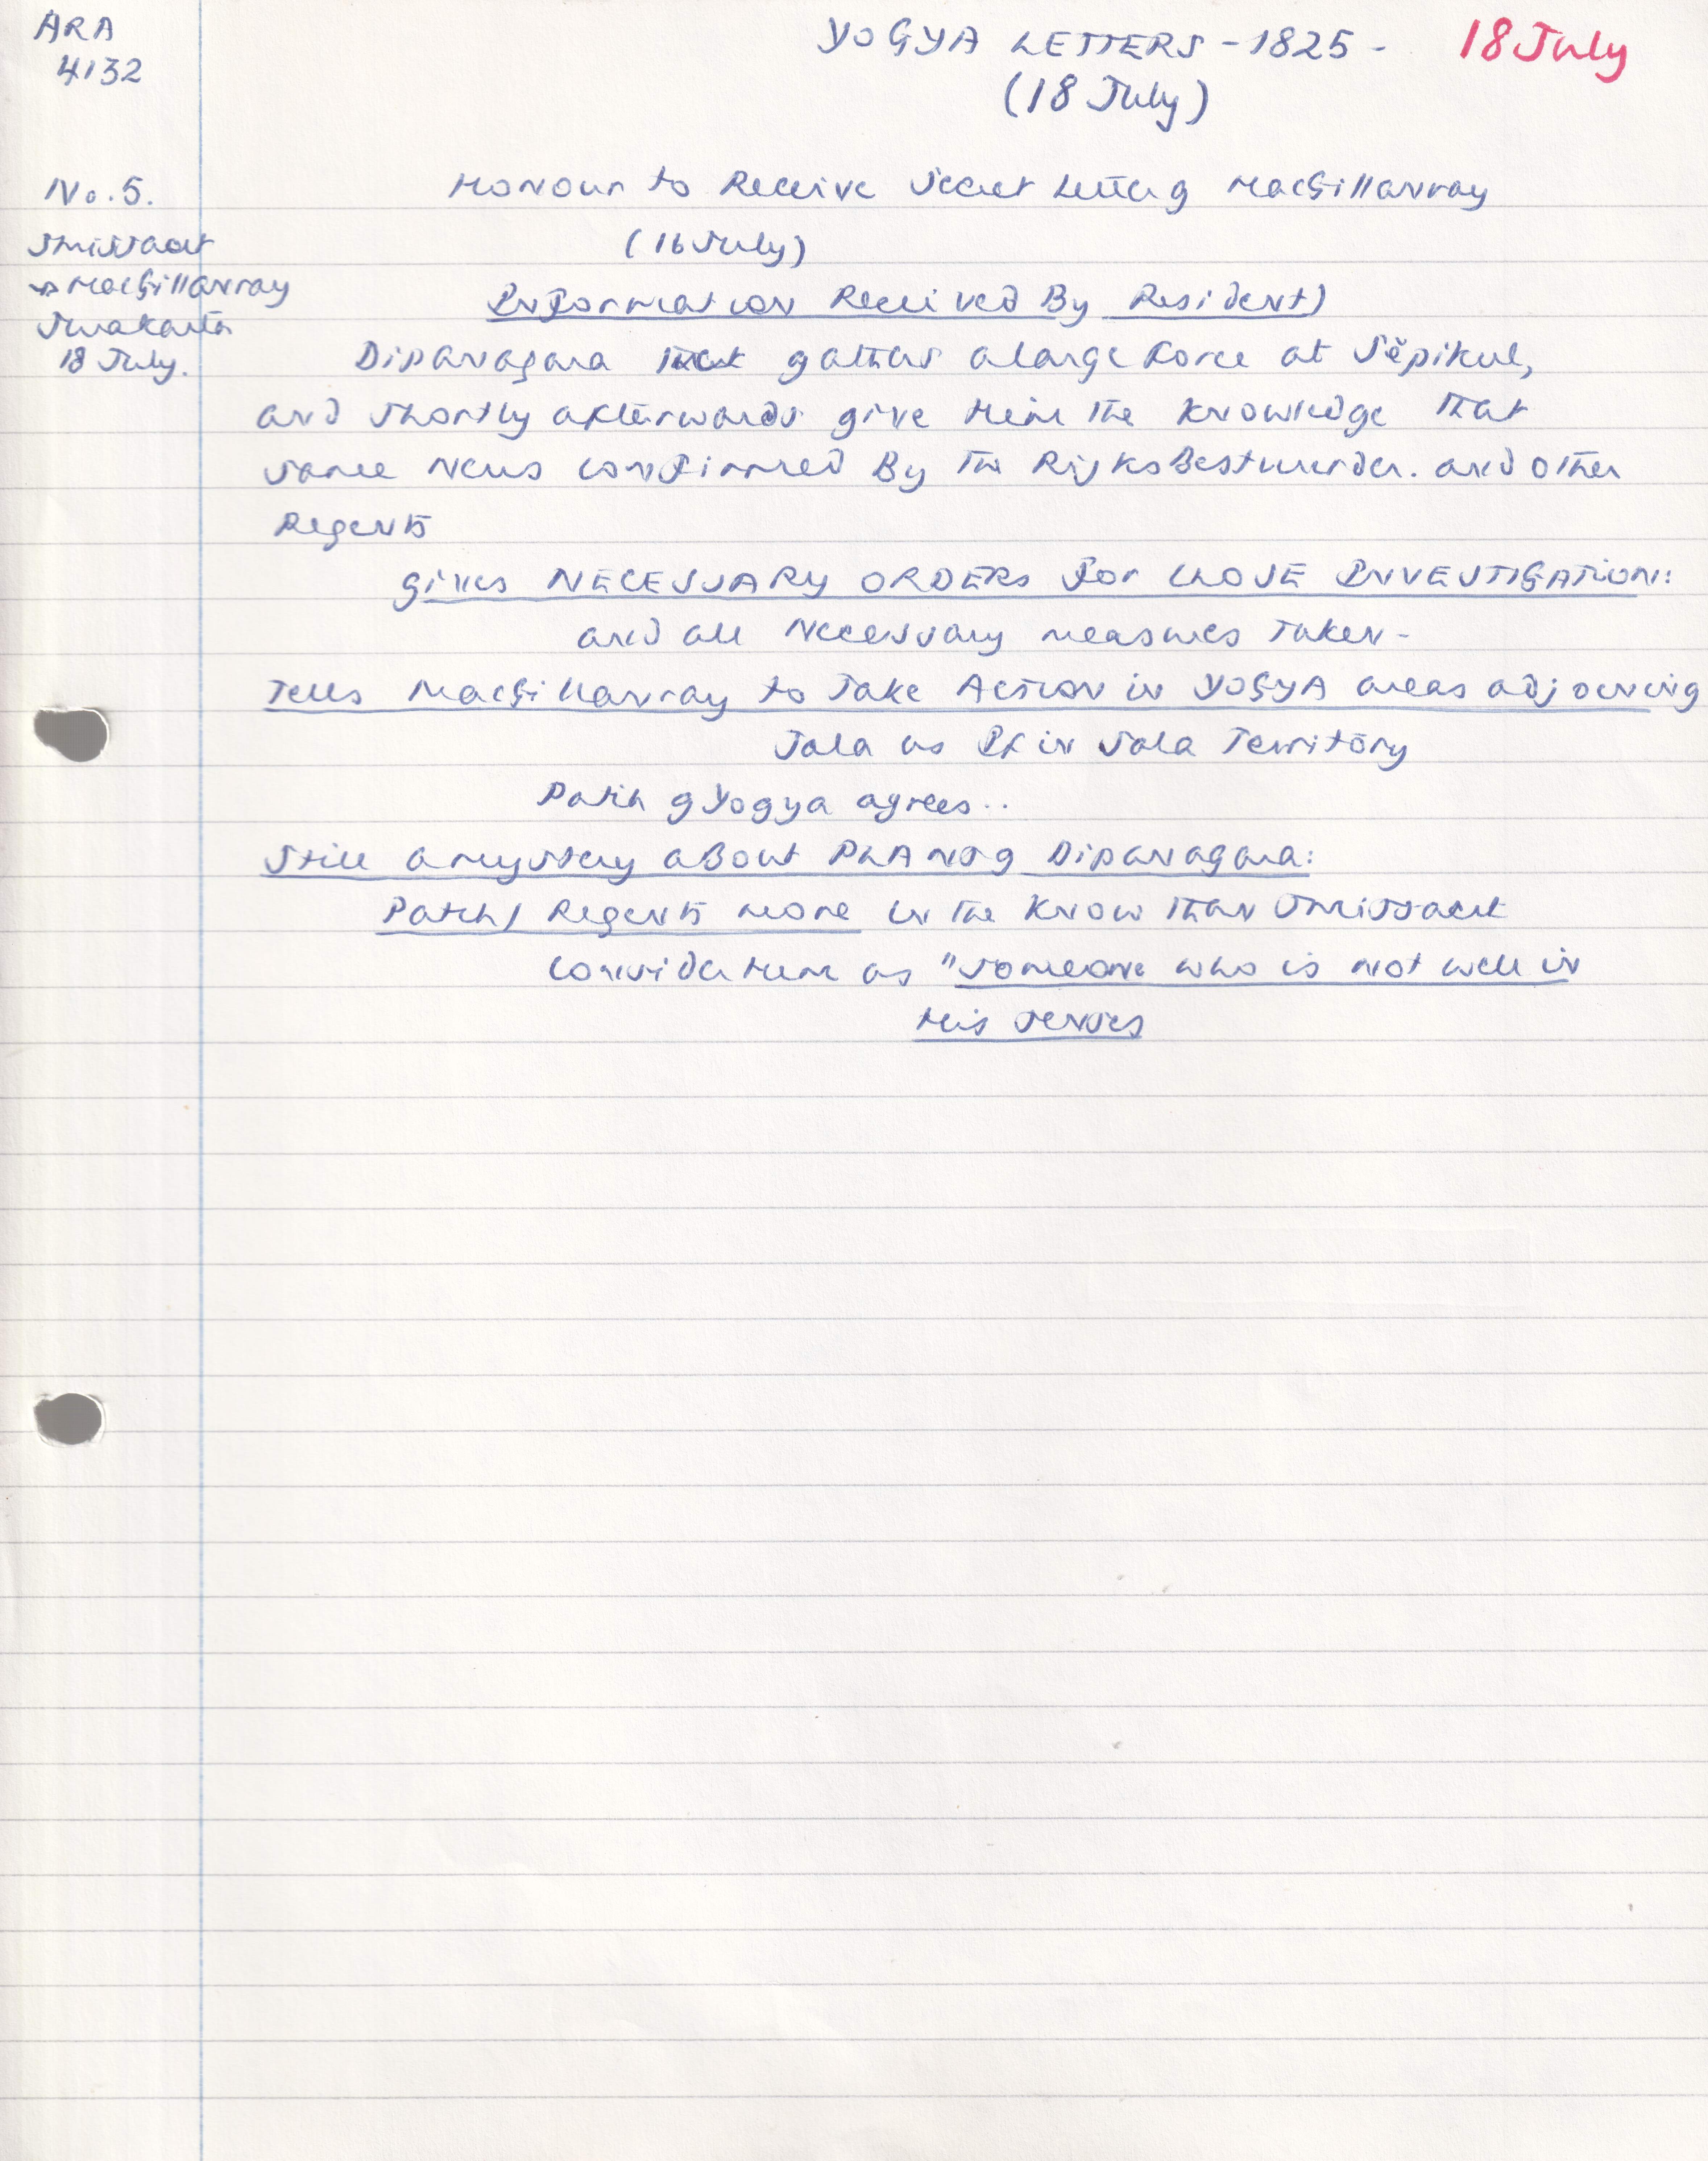 ARA
4132
YOGYA LETTERS - 1825 -
18 July
(18 July)
No. 5.
Smissaert
→ MacGillavray
Surakarta
18 July.
Honour to Receive Secret Letter of MacGillavray
(16 July)
Information Received By Resident)
Dipanagara that gathers a large force at Sĕpikul,
and shortly afterwards give Him the knowledge that
same news confirmed By the RijksBestuurder. and other
Regents
gives NECESSARY ORDERS for CLOSE INVESTIGATION:
and all necessary measures taken -
Tells MacGillavray to Take Action in YOGYA areas adjoining
Sala as If in Sala Territory
Patih of Yogya agrees..
Still a mystery about PLANS of Dipanagara:
Patih / Regents more in the know than Smissaert
consider Him as "someone who is not well in
His senses